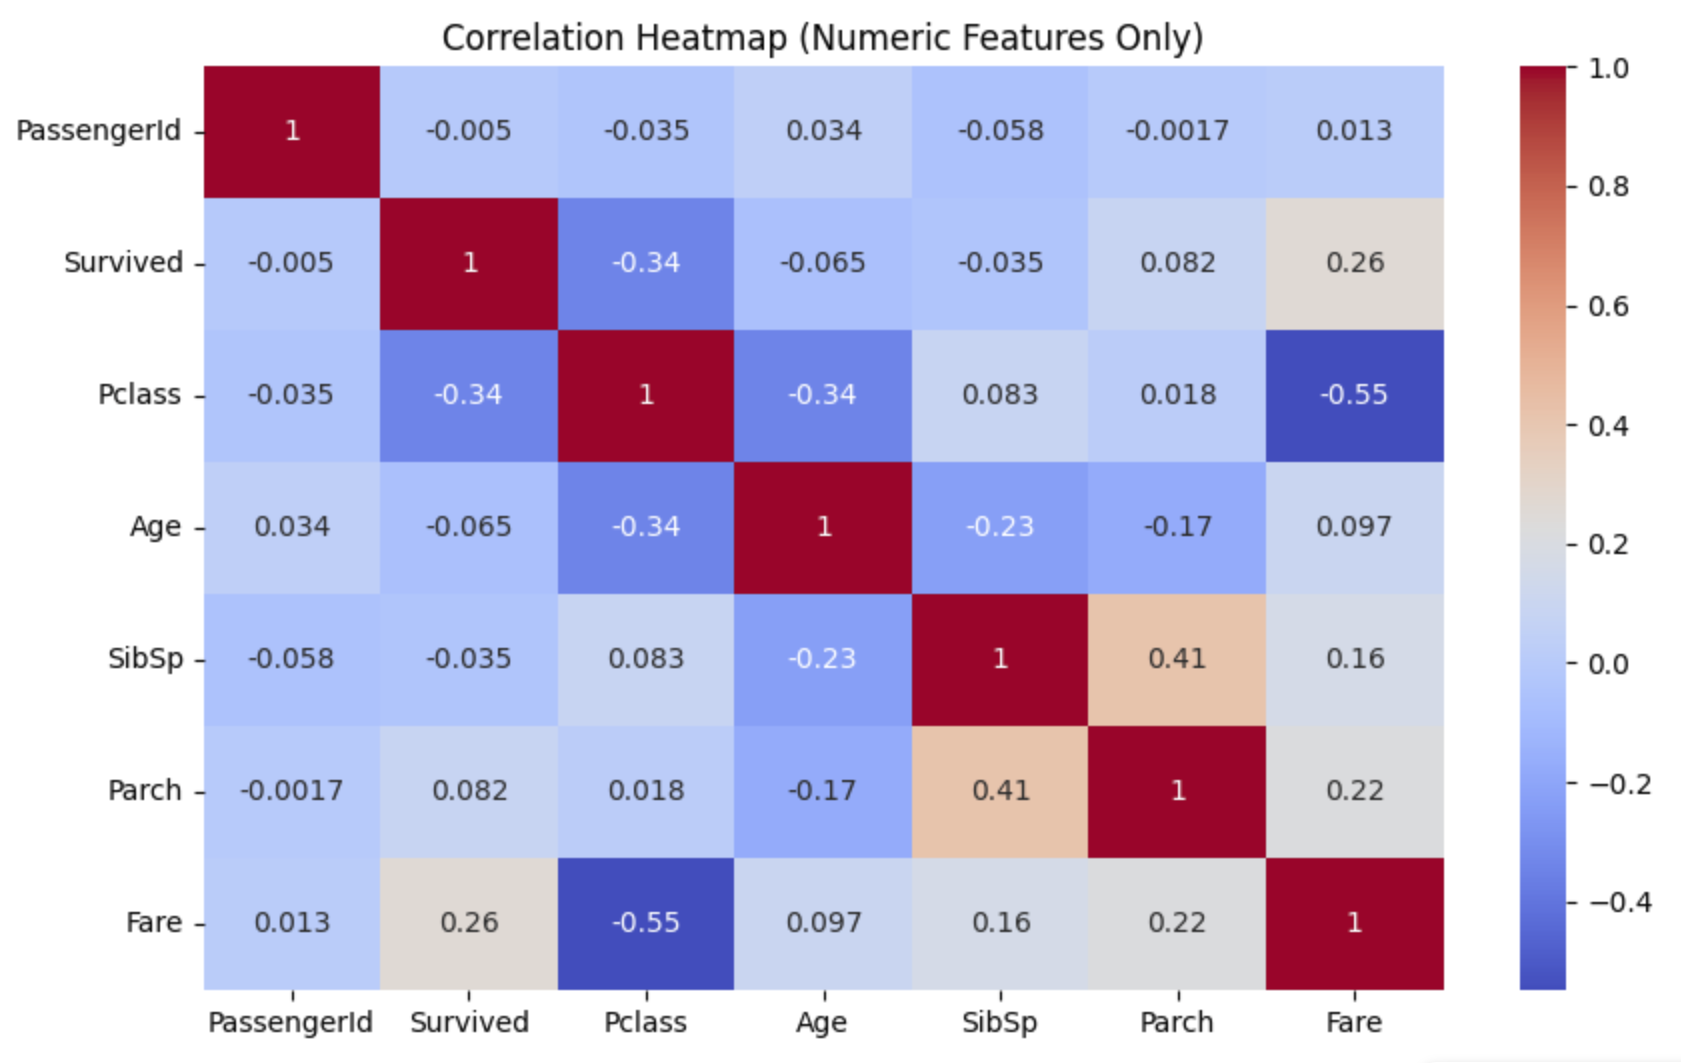 Correlation Heatmap (Numeric Features Only)
PassengerId 1 -0.005 -0.035 0.034 -0.058 -0.0017 0.013
Survived -0.005 1 -0.34 -0.065 -0.035 0.082 0.26
Pclass -0.035 -0.34 1 -0.34 0.083 0.018 -0.55
Age 0.034 -0.065 -0.34 1 -0.23 -0.17 0.097
SibSp -0.058 -0.035 0.083 -0.23 1 0.41 0.16
Parch -0.0017 0.082 0.018 -0.17 0.41 1 0.22
Fare 0.013 0.26 -0.55 0.097 0.16 0.22 1
PassengerId Survived Pclass Age SibSp Parch Fare
1.0
0.8
0.6
0.4
0.2
0.0
−0.2
−0.4